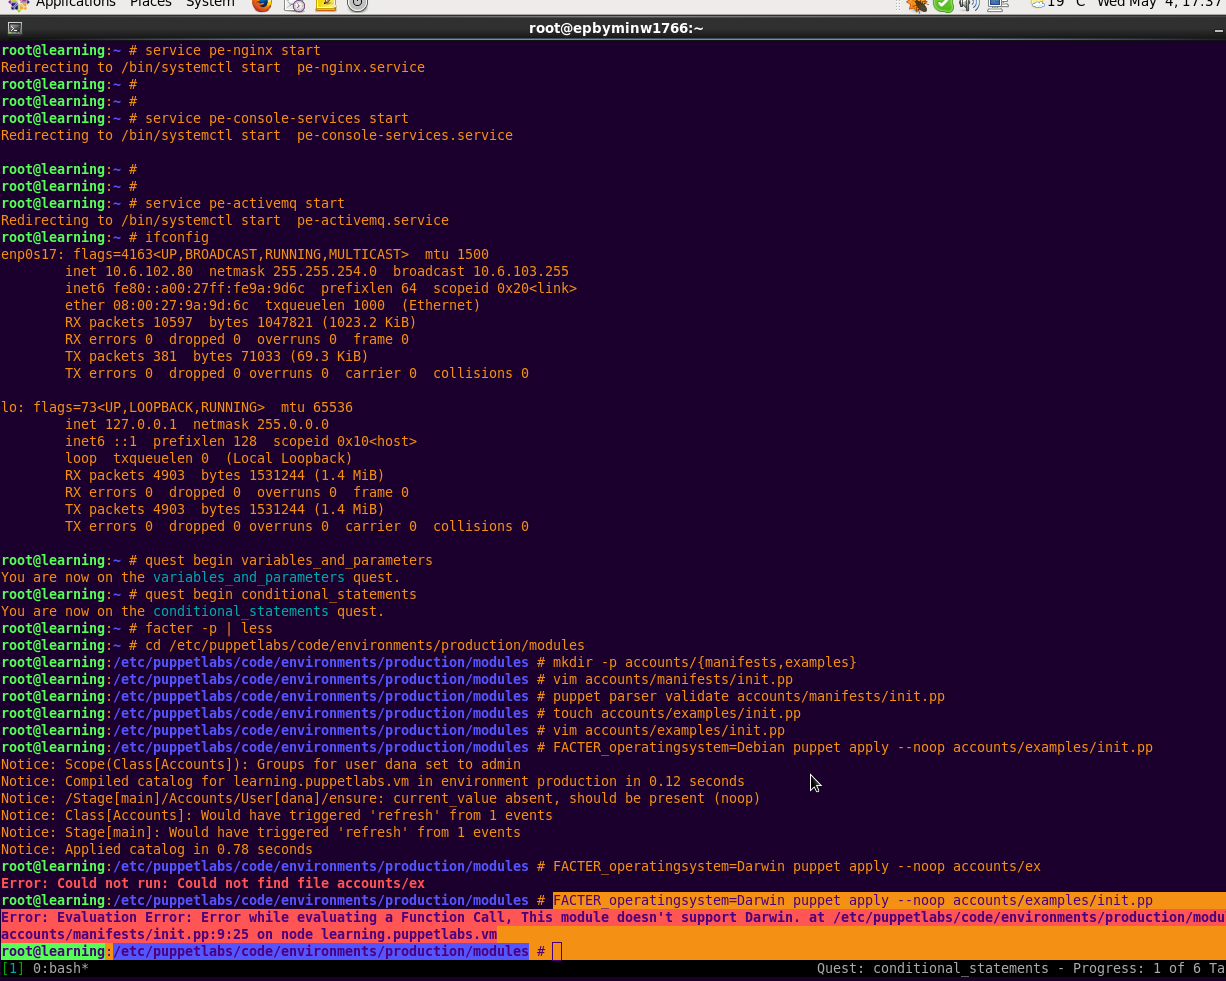 Applications Places System 19 °C Wed May 4, 17:37
root@epbyminw1766:~
root@learning:~ # service pe-nginx start
Redirecting to /bin/systemctl start  pe-nginx.service
root@learning:~ #
root@learning:~ #
root@learning:~ # service pe-console-services start
Redirecting to /bin/systemctl start  pe-console-services.service
root@learning:~ #
root@learning:~ #
root@learning:~ # service pe-activemq start
Redirecting to /bin/systemctl start  pe-activemq.service
root@learning:~ # ifconfig
enp0s17: flags=4163<UP,BROADCAST,RUNNING,MULTICAST>  mtu 1500
        inet 10.6.102.80  netmask 255.255.254.0  broadcast 10.6.103.255
        inet6 fe80::a00:27ff:fe9a:9d6c  prefixlen 64  scopeid 0x20<link>
        ether 08:00:27:9a:9d:6c  txqueuelen 1000  (Ethernet)
        RX packets 10597  bytes 1047821 (1023.2 KiB)
        RX errors 0  dropped 0  overruns 0  frame 0
        TX packets 381  bytes 71033 (69.3 KiB)
        TX errors 0  dropped 0 overruns 0  carrier 0  collisions 0
lo: flags=73<UP,LOOPBACK,RUNNING>  mtu 65536
        inet 127.0.0.1  netmask 255.0.0.0
        inet6 ::1  prefixlen 128  scopeid 0x10<host>
        loop  txqueuelen 0  (Local Loopback)
        RX packets 4903  bytes 1531244 (1.4 MiB)
        RX errors 0  dropped 0  overruns 0  frame 0
        TX packets 4903  bytes 1531244 (1.4 MiB)
        TX errors 0  dropped 0 overruns 0  carrier 0  collisions 0
root@learning:~ # quest begin variables_and_parameters
You are now on the variables_and_parameters quest.
root@learning:~ # quest begin conditional_statements
You are now on the conditional_statements quest.
root@learning:~ # facter -p | less
root@learning:~ # cd /etc/puppetlabs/code/environments/production/modules
root@learning:/etc/puppetlabs/code/environments/production/modules # mkdir -p accounts/{manifests,examples}
root@learning:/etc/puppetlabs/code/environments/production/modules # vim accounts/manifests/init.pp
root@learning:/etc/puppetlabs/code/environments/production/modules # puppet parser validate accounts/manifests/init.pp
root@learning:/etc/puppetlabs/code/environments/production/modules # touch accounts/examples/init.pp
root@learning:/etc/puppetlabs/code/environments/production/modules # vim accounts/examples/init.pp
root@learning:/etc/puppetlabs/code/environments/production/modules # FACTER_operatingsystem=Debian puppet apply --noop accounts/examples/init.pp
Notice: Scope(Class[Accounts]): Groups for user dana set to admin
Notice: Compiled catalog for learning.puppetlabs.vm in environment production in 0.12 seconds
Notice: /Stage[main]/Accounts/User[dana]/ensure: current_value absent, should be present (noop)
Notice: Class[Accounts]: Would have triggered 'refresh' from 1 events
Notice: Stage[main]: Would have triggered 'refresh' from 1 events
Notice: Applied catalog in 0.78 seconds
root@learning:/etc/puppetlabs/code/environments/production/modules # FACTER_operatingsystem=Darwin puppet apply --noop accounts/ex
Error: Could not run: Could not find file accounts/ex
root@learning:/etc/puppetlabs/code/environments/production/modules # FACTER_operatingsystem=Darwin puppet apply --noop accounts/examples/init.pp
Error: Evaluation Error: Error while evaluating a Function Call, This module doesn't support Darwin. at /etc/puppetlabs/code/environments/production/modu
accounts/manifests/init.pp:9:25 on node learning.puppetlabs.vm
root@learning:/etc/puppetlabs/code/environments/production/modules #
[1] 0:bash* Quest: conditional_statements - Progress: 1 of 6 Ta